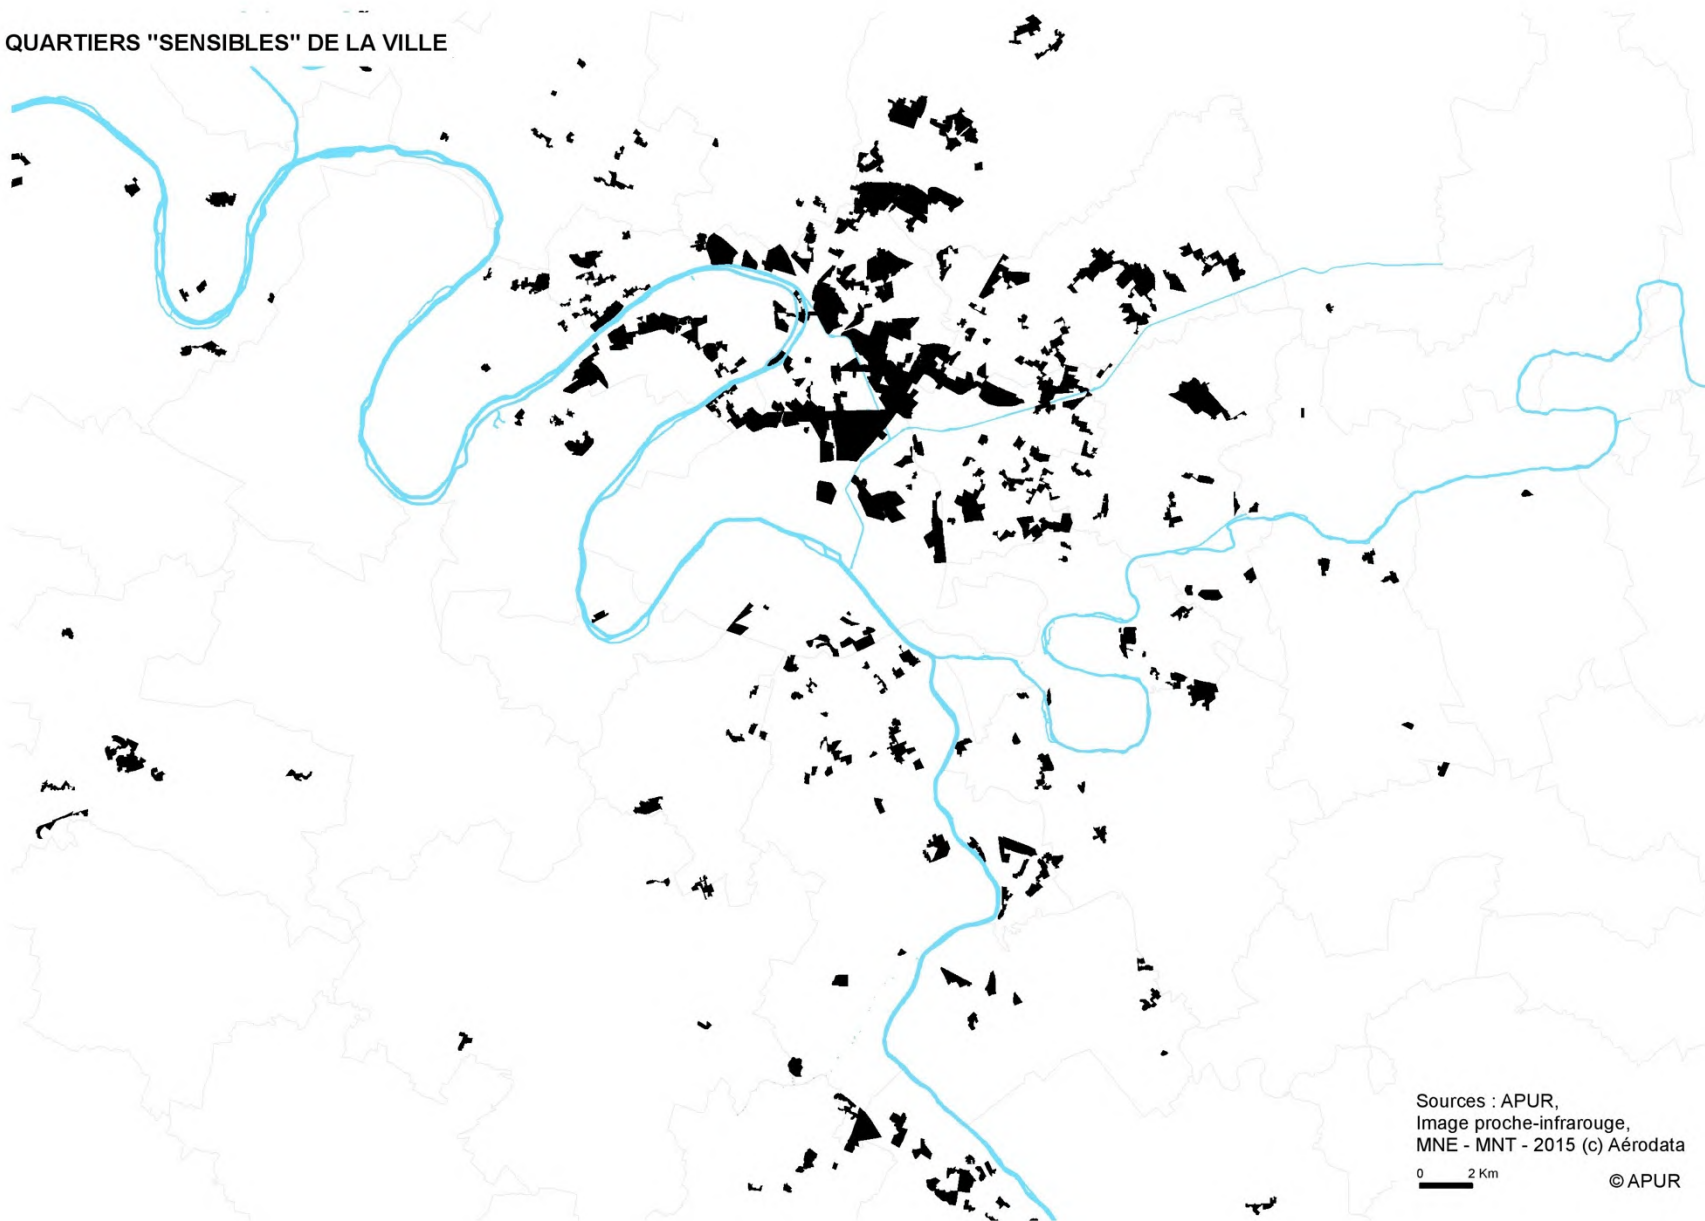 QUARTIERS "SENSIBLES" DE LA VILLE
Sources : APUR,
Image proche-infrarouge,
MNE - MNT - 2015 (c) Aérodata
0 2 Km
© APUR